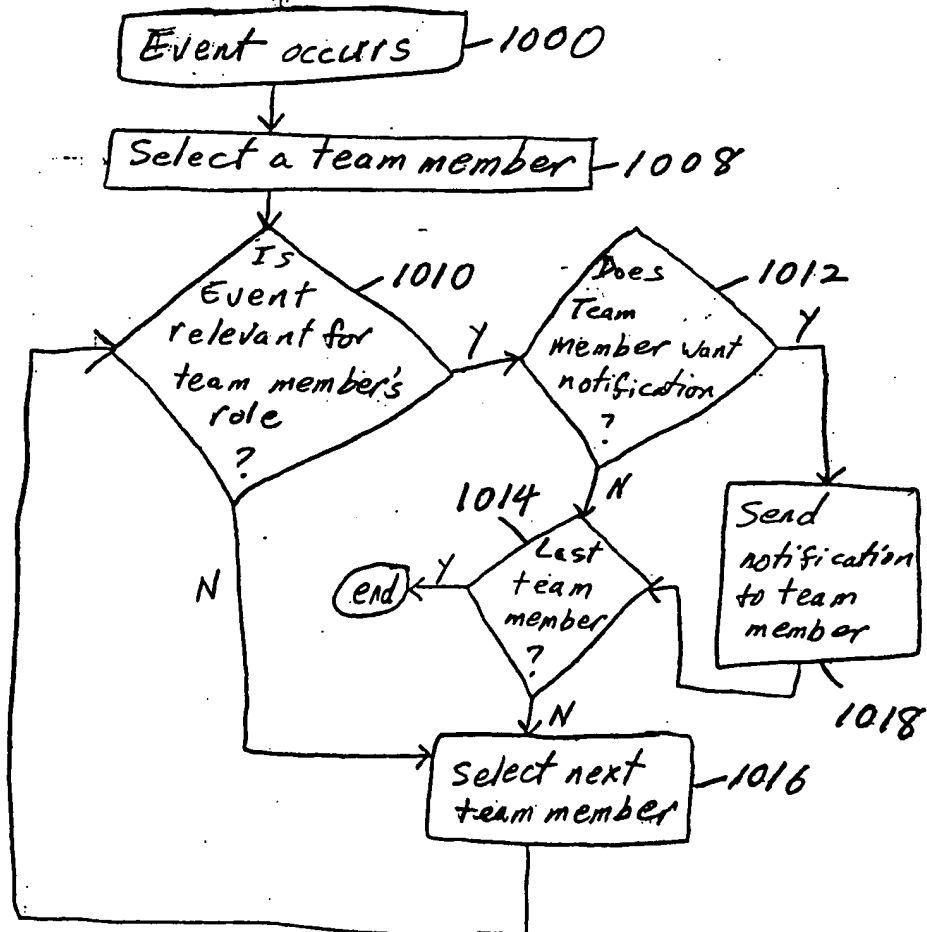 Event occurs
1000
Select a team member
1008
Is
Event
relevant for
team member's
role
?
1010
Y
N
Does
Team
member want
notification
?
1012
Y
N
1014
Last
team
member
?
Y
end
N
Send
notification
to team
member
1018
Select next
team member
1016